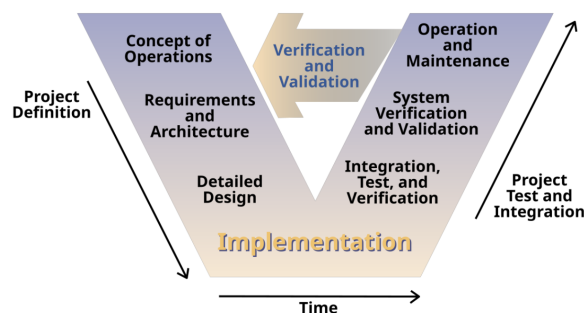 Concept of
Operations
Verification
and
Validation
Operation
and
Maintenance
Project
Definition
Requirements
and
Architecture
System
Verification
and Validation
Detailed
Design
Integration,
Test, and
Verification
Project
Test and
Integration
Implementation
Time